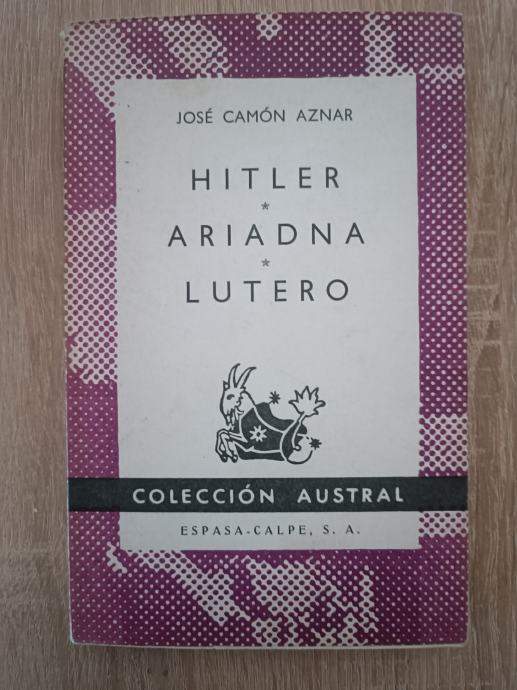 JOSÉ CAMÓN AZNAR
HITLER
*
ARIADNA
*
LUTERO
COLECCIÓN AUSTRAL
ESPASA-CALPE, S. A.